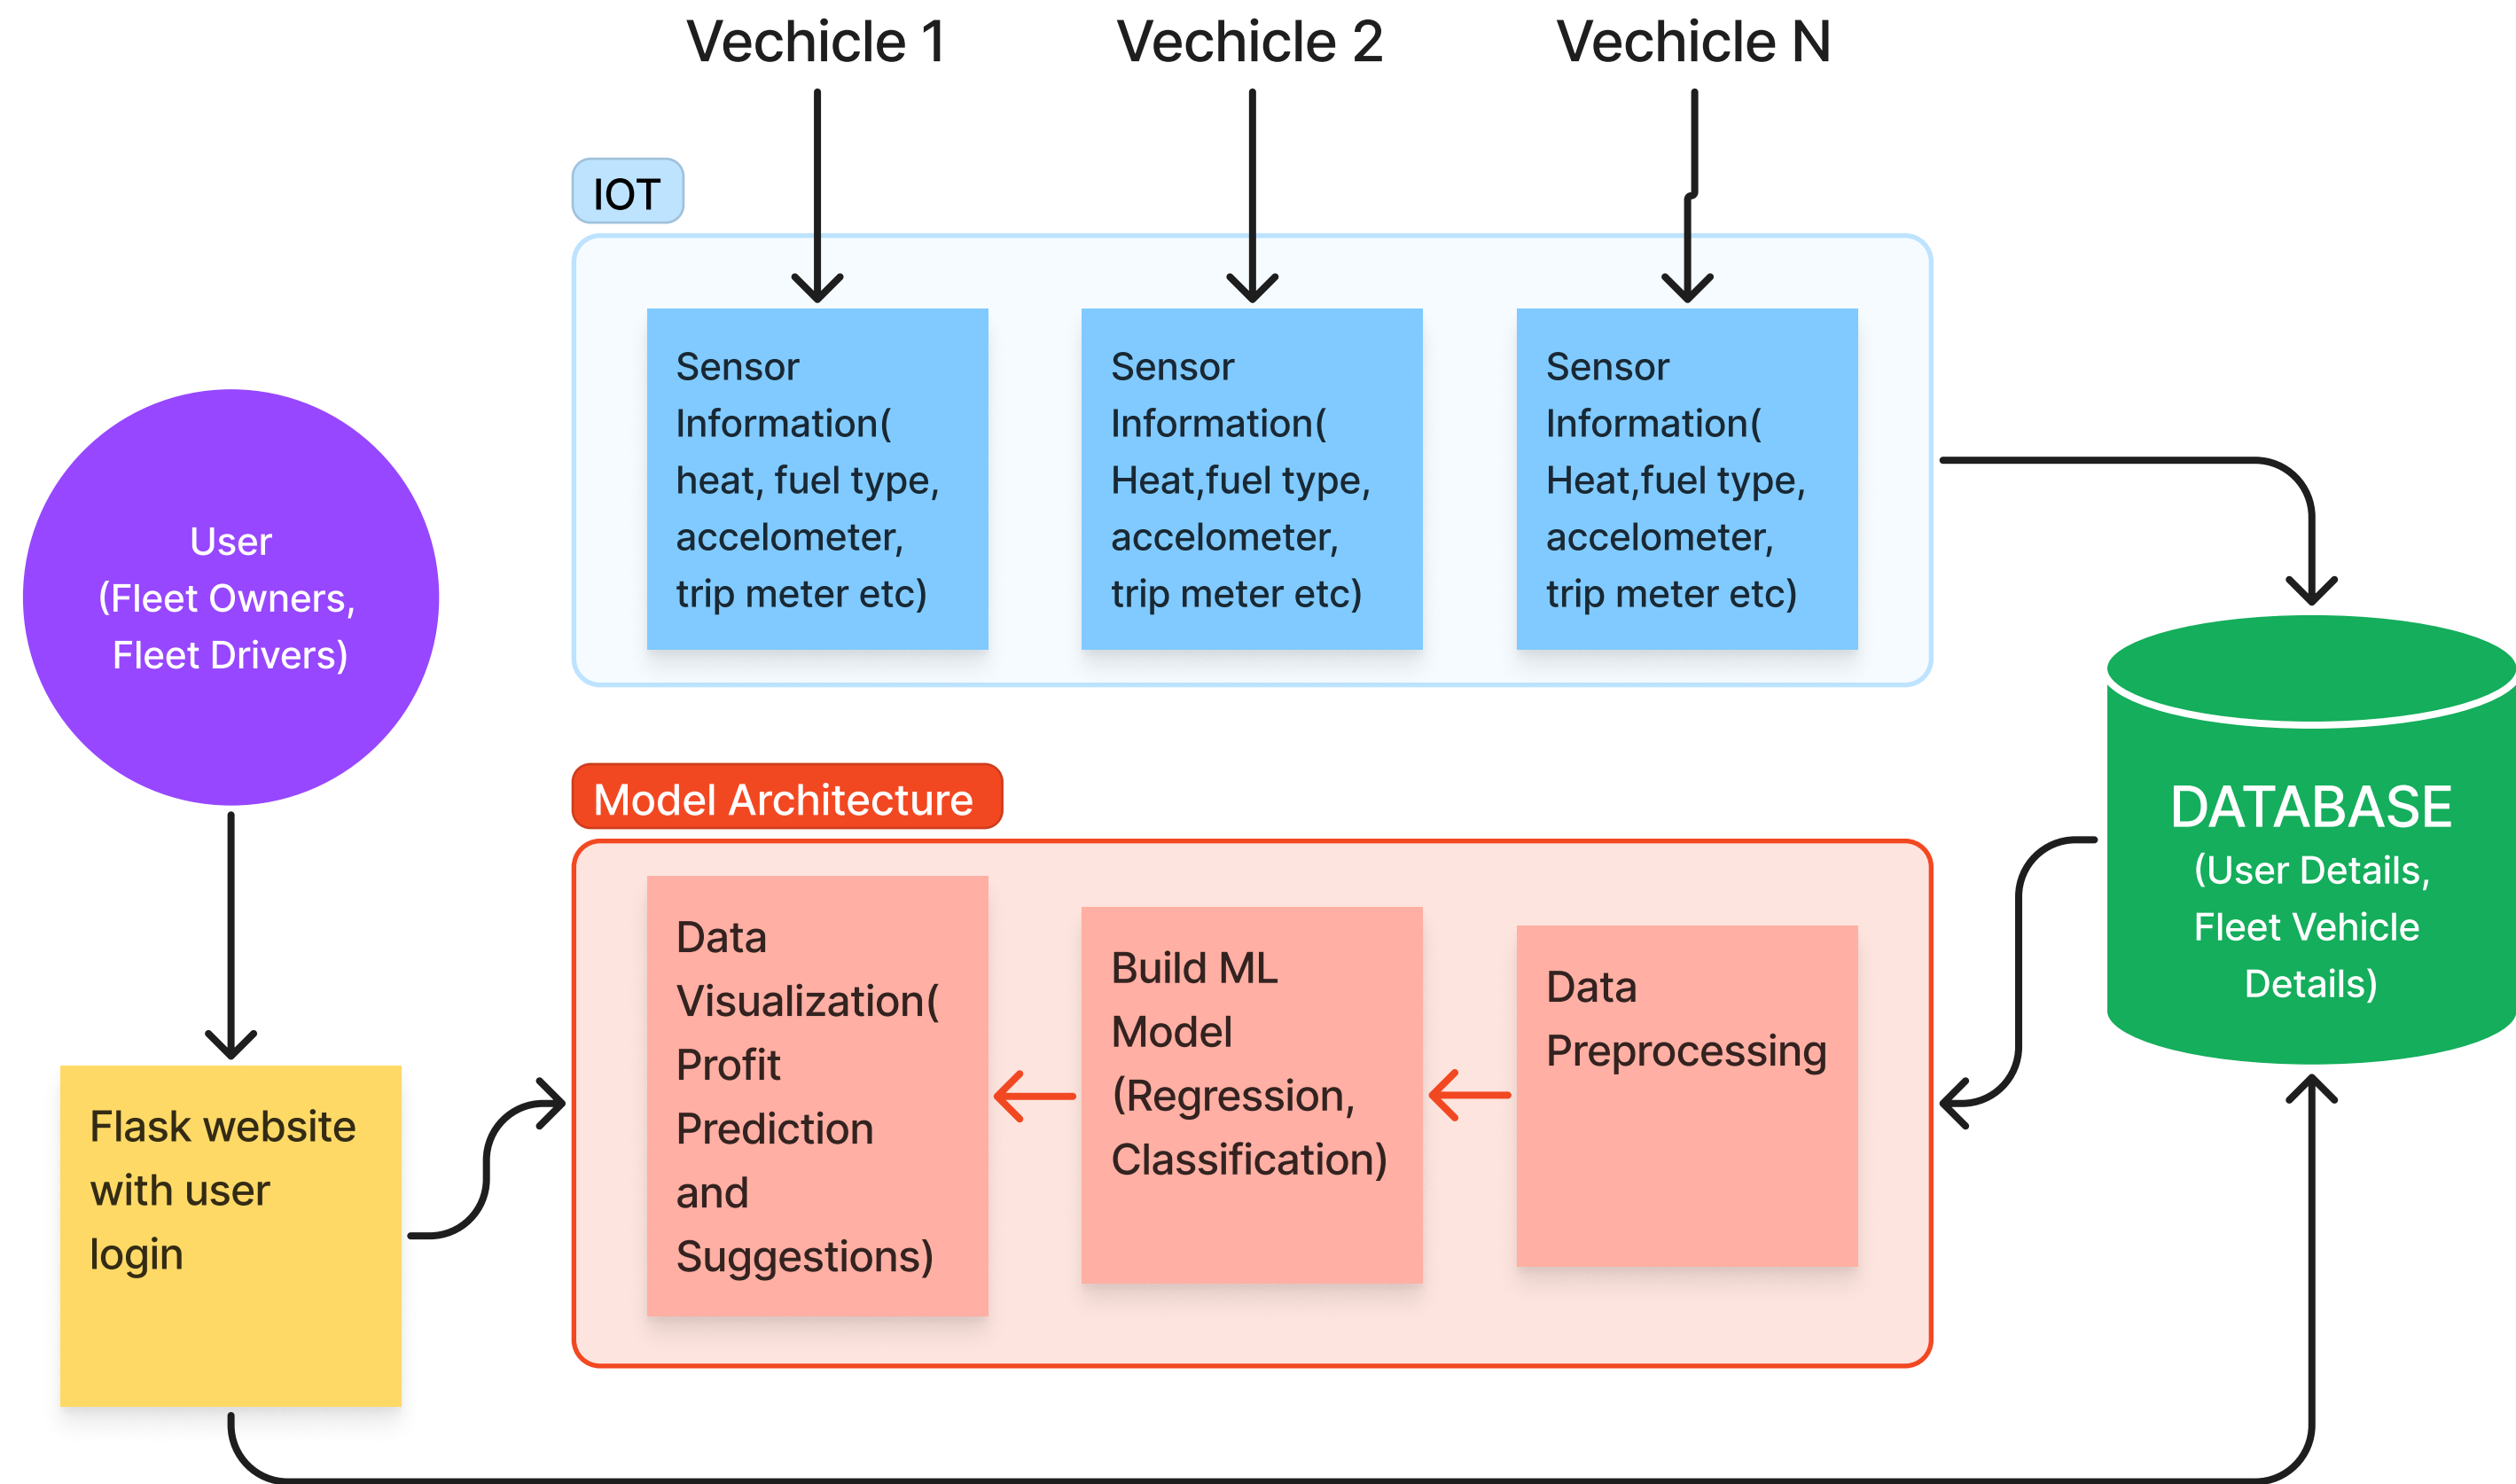 Vechicle 1
Vechicle 2
Vechicle N
IOT
Sensor
Information(
heat, fuel type,
accelometer,
trip meter etc)
Sensor
Information(
Heat,fuel type,
accelometer,
trip meter etc)
Sensor
Information(
Heat,fuel type,
accelometer,
trip meter etc)
User
(Fleet Owners,
Fleet Drivers)
Model Architecture
Data
Visualization(
Profit
Prediction
and
Suggestions)
Build ML
Model
(Regression,
Classification)
Data
Preprocessing
DATABASE
(User Details,
Fleet Vehicle
Details)
Flask website
with user
login